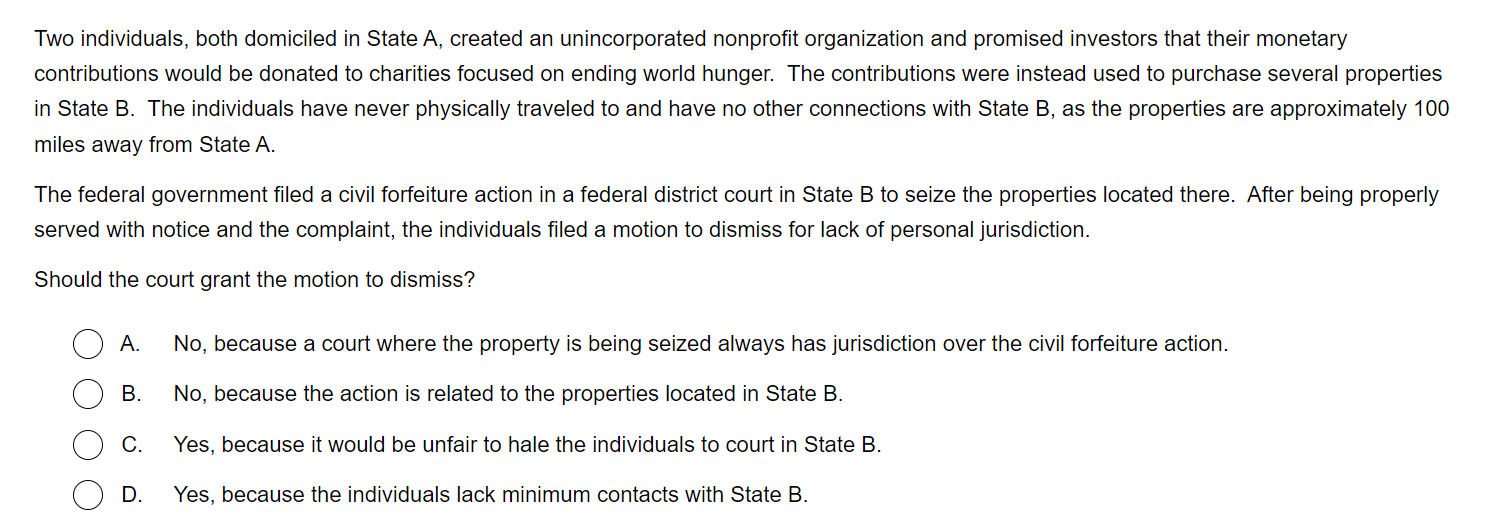 Two individuals, both domiciled in State A, created an unincorporated nonprofit organization and promised investors that their monetary
contributions would be donated to charities focused on ending world hunger.  The contributions were instead used to purchase several properties
in State B.  The individuals have never physically traveled to and have no other connections with State B, as the properties are approximately 100
miles away from State A.
The federal government filed a civil forfeiture action in a federal district court in State B to seize the properties located there.  After being properly
served with notice and the complaint, the individuals filed a motion to dismiss for lack of personal jurisdiction.
Should the court grant the motion to dismiss?
A. No, because a court where the property is being seized always has jurisdiction over the civil forfeiture action.
B. No, because the action is related to the properties located in State B.
C. Yes, because it would be unfair to hale the individuals to court in State B.
D. Yes, because the individuals lack minimum contacts with State B.